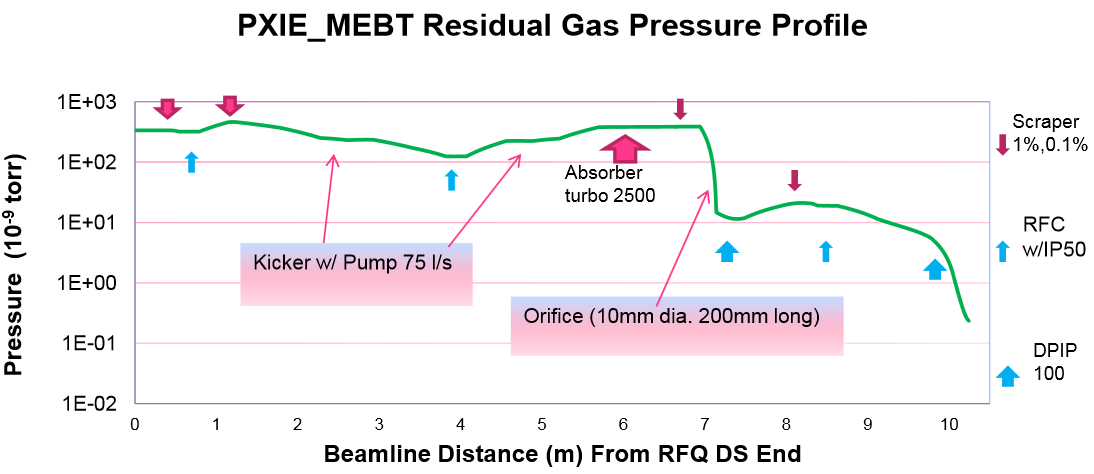 PXIE_MEBT Residual Gas Pressure Profile
1E+03
1E+02
1E+01
1E+00
1E-01
1E-02
Pressure (10-9 torr)
0 1 2 3 4 5 6 7 8 9 10
Beamline Distance (m) From RFQ DS End
Absorber
turbo 2500
Kicker w/ Pump 75 l/s
Orifice (10mm dia. 200mm long)
Scraper
1%,0.1%
RFC
w/IP50
DPIP
100